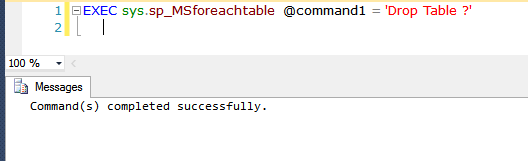 1 EXEC sys.sp_MSforeachtable @command1 = 'Drop Table ?'
2
100 %
Messages
Command(s) completed successfully.